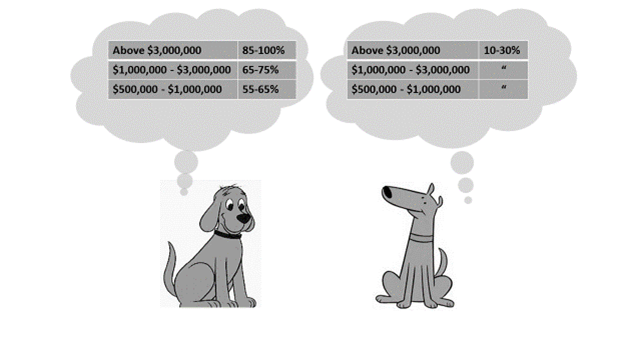 Above $3,000,000 85-100%
$1,000,000 - $3,000,000 65-75%
$500,000 - $1,000,000 55-65%
Above $3,000,000 10-30%
$1,000,000 - $3,000,000 “
$500,000 - $1,000,000 “